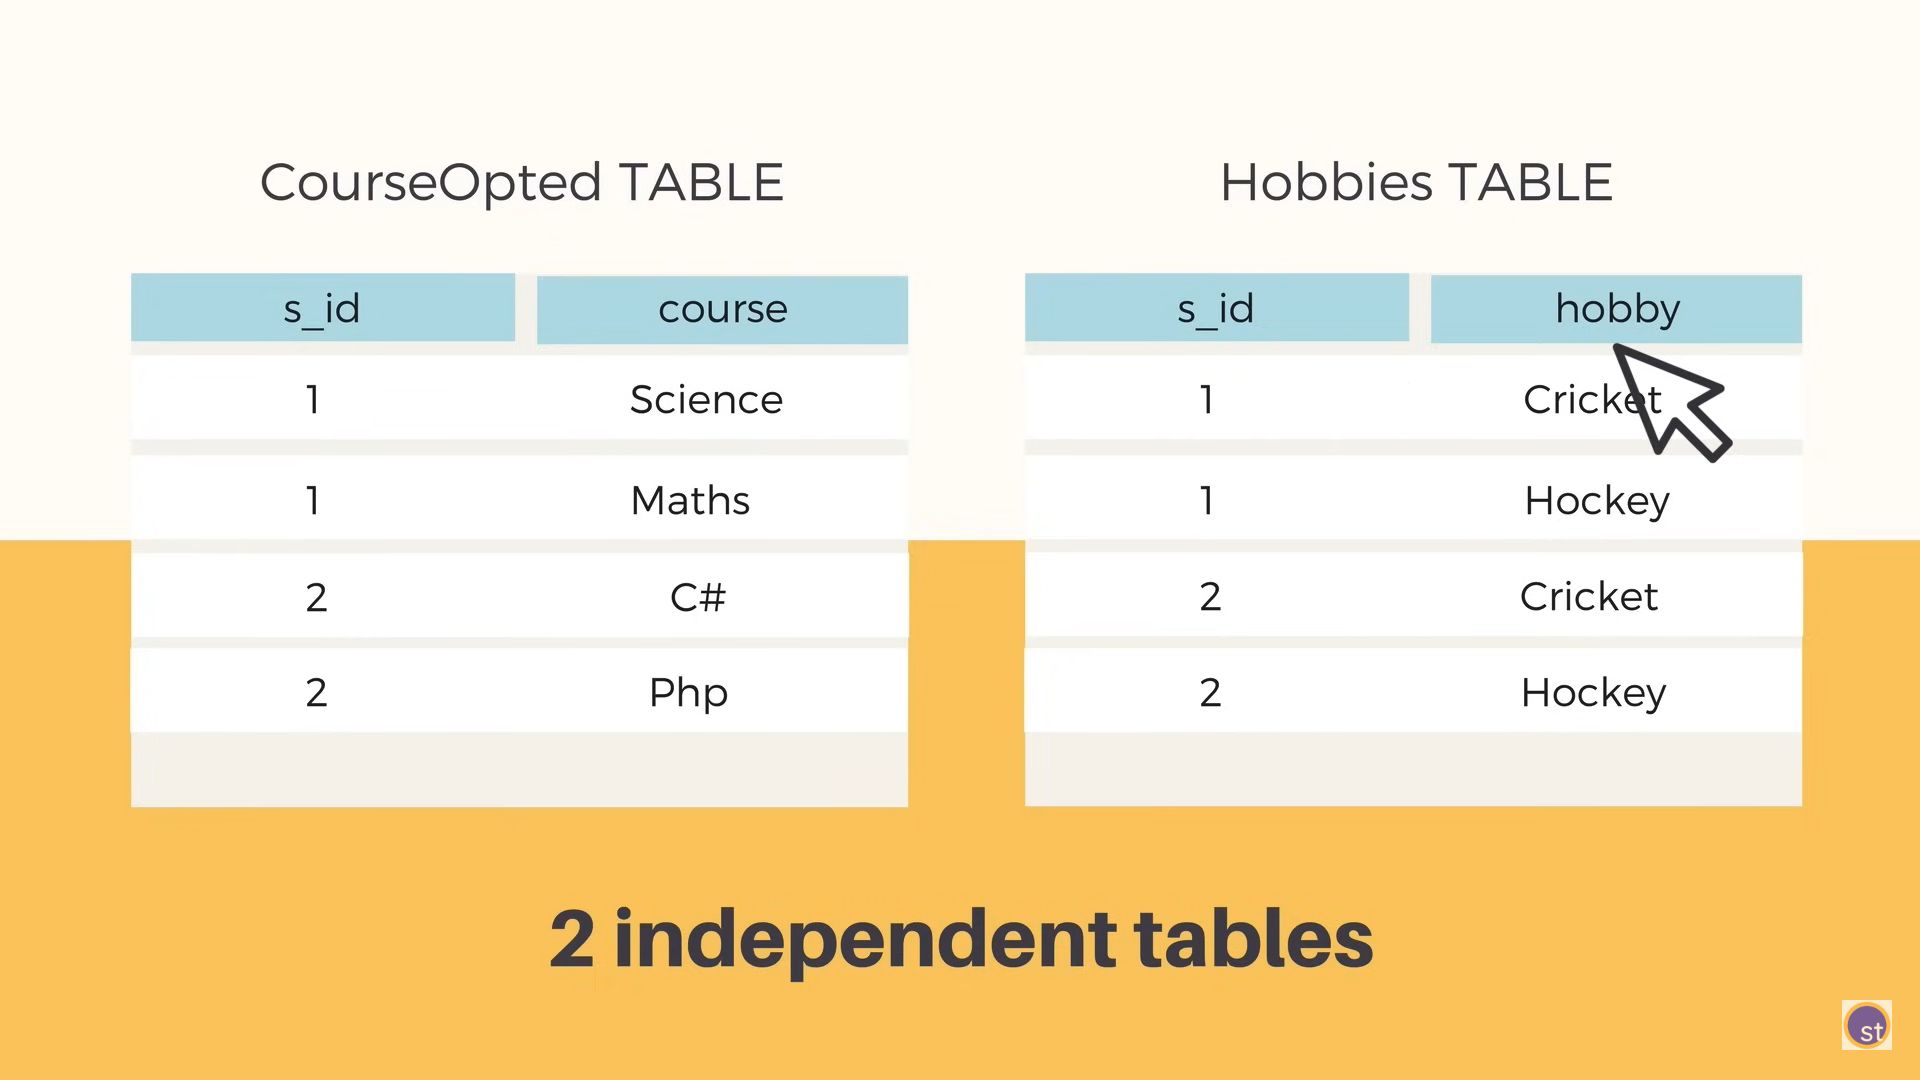 CourseOpted TABLE
s_id course
1 Science
1 Maths
2 C#
2 Php
Hobbies TABLE
s_id hobby
1 Cricket
1 Hockey
2 Cricket
2 Hockey
2 independent tables
st